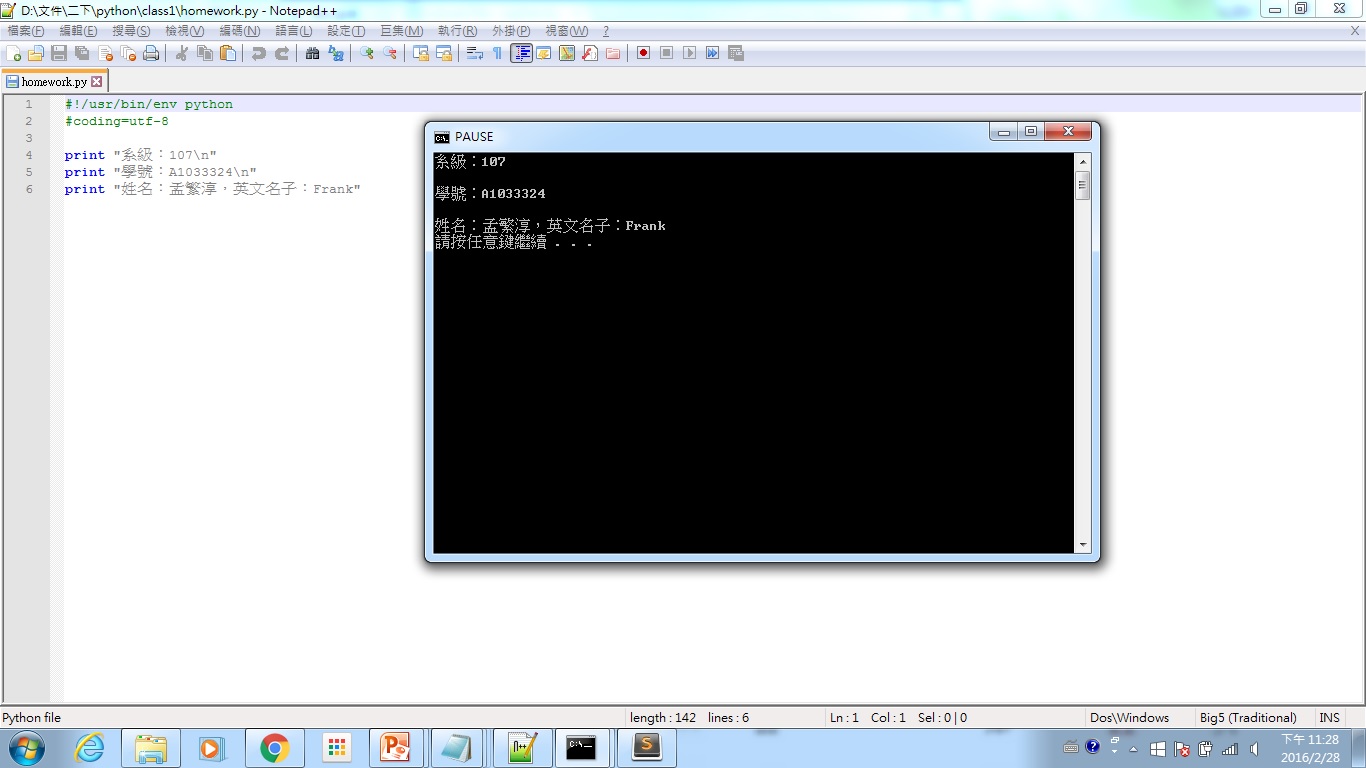 D:\文件\二下\python\class1\homework.py - Notepad++
檔案(F) 編輯(E) 搜尋(S) 檢視(V) 編碼(N) 語言(L) 設定(T) 巨集(M) 執行(R) 外掛(P) 視窗(W) ? X
homework.py
1 #!/usr/bin/env python
2 #coding=utf-8
3
4 print "系級：107\n"
5 print "學號：A1033324\n"
6 print "姓名：孟繁淳，英文名子：Frank"
PAUSE
系級：107
學號：A1033324
姓名：孟繁淳，英文名子：Frank
請按任意鍵繼續 . . .
Python file length : 142 lines : 6 Ln : 1 Col : 1 Sel : 0 | 0 Dos\Windows Big5 (Traditional) INS
下午 11:28
2016/2/28